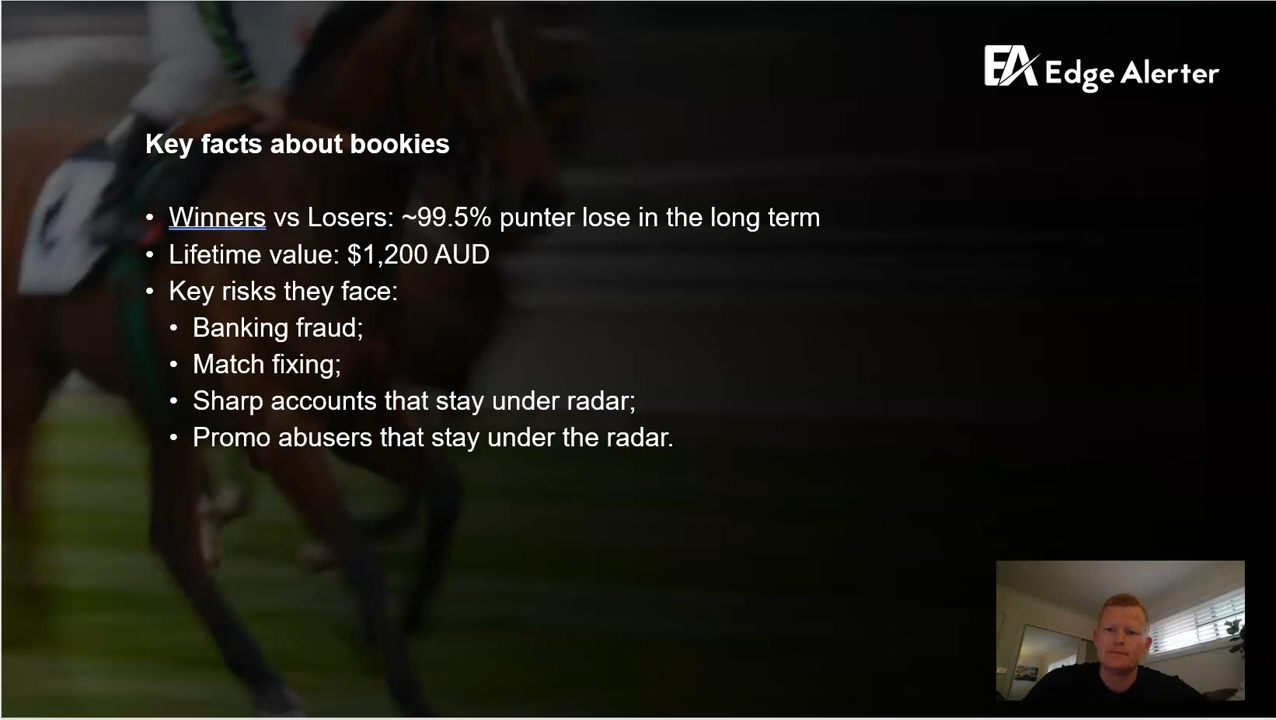 EA Edge Alerter
Key facts about bookies
• Winners vs Losers: ~99.5% punter lose in the long term
• Lifetime value: $1,200 AUD
• Key risks they face:
• Banking fraud;
• Match fixing;
• Sharp accounts that stay under radar;
• Promo abusers that stay under the radar.